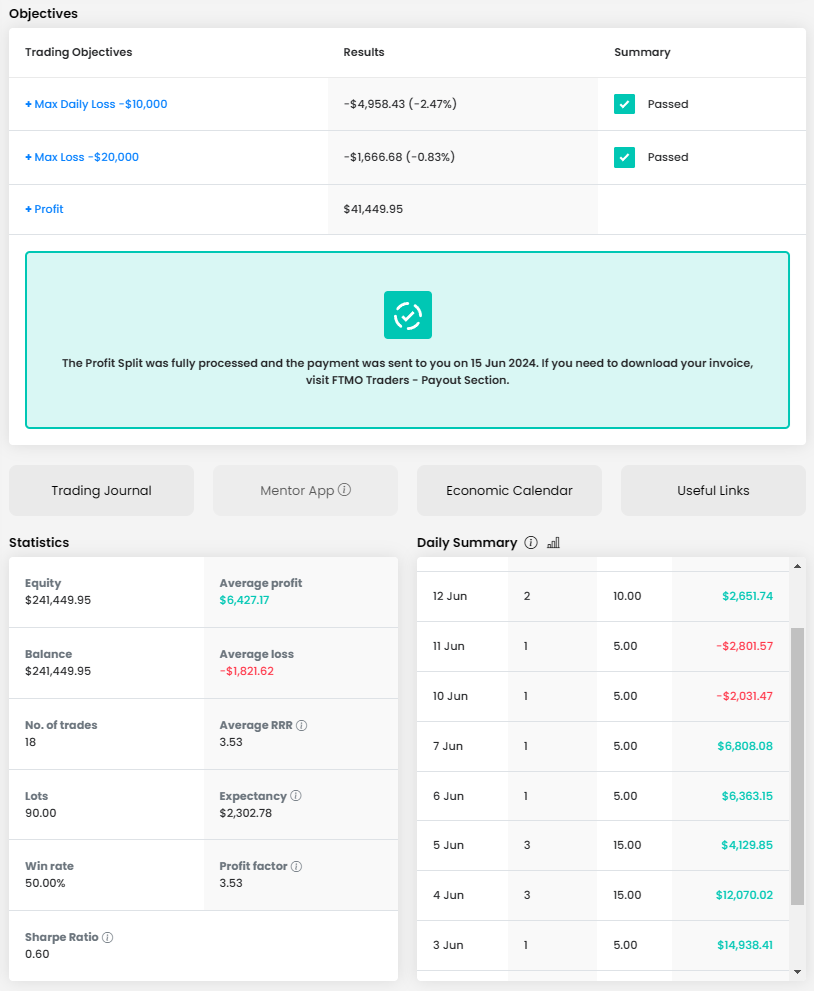 Objectives
Trading Objectives Results Summary
+ Max Daily Loss -$10,000 -$4,958.43 (-2.47%) Passed
+ Max Loss -$20,000 -$1,666.68 (-0.83%) Passed
+ Profit $41,449.95
The Profit Split was fully processed and the payment was sent to you on 15 Jun 2024. If you need to download your invoice,
visit FTMO Traders - Payout Section.
Trading Journal Mentor App Economic Calendar Useful Links
Statistics
Equity Average profit
$241,449.95 $6,427.17
Balance Average loss
$241,449.95 -$1,821.62
No. of trades Average RRR
18 3.53
Lots Expectancy
90.00 $2,302.78
Win rate Profit factor
50.00% 3.53
Sharpe Ratio
0.60
Daily Summary
12 Jun 2 10.00 $2,651.74
11 Jun 1 5.00 -$2,801.57
10 Jun 1 5.00 -$2,031.47
7 Jun 1 5.00 $6,808.08
6 Jun 1 5.00 $6,363.15
5 Jun 3 15.00 $4,129.85
4 Jun 3 15.00 $12,070.02
3 Jun 1 5.00 $14,938.41